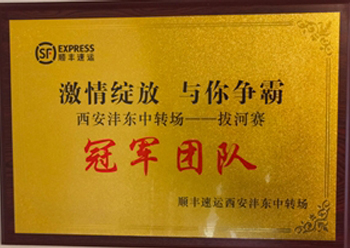 SF EXPRESS
顺丰速运
激情绽放 与你争霸
西安沣东中转场——拔河赛
冠军团队
顺丰速运西安沣东中转场